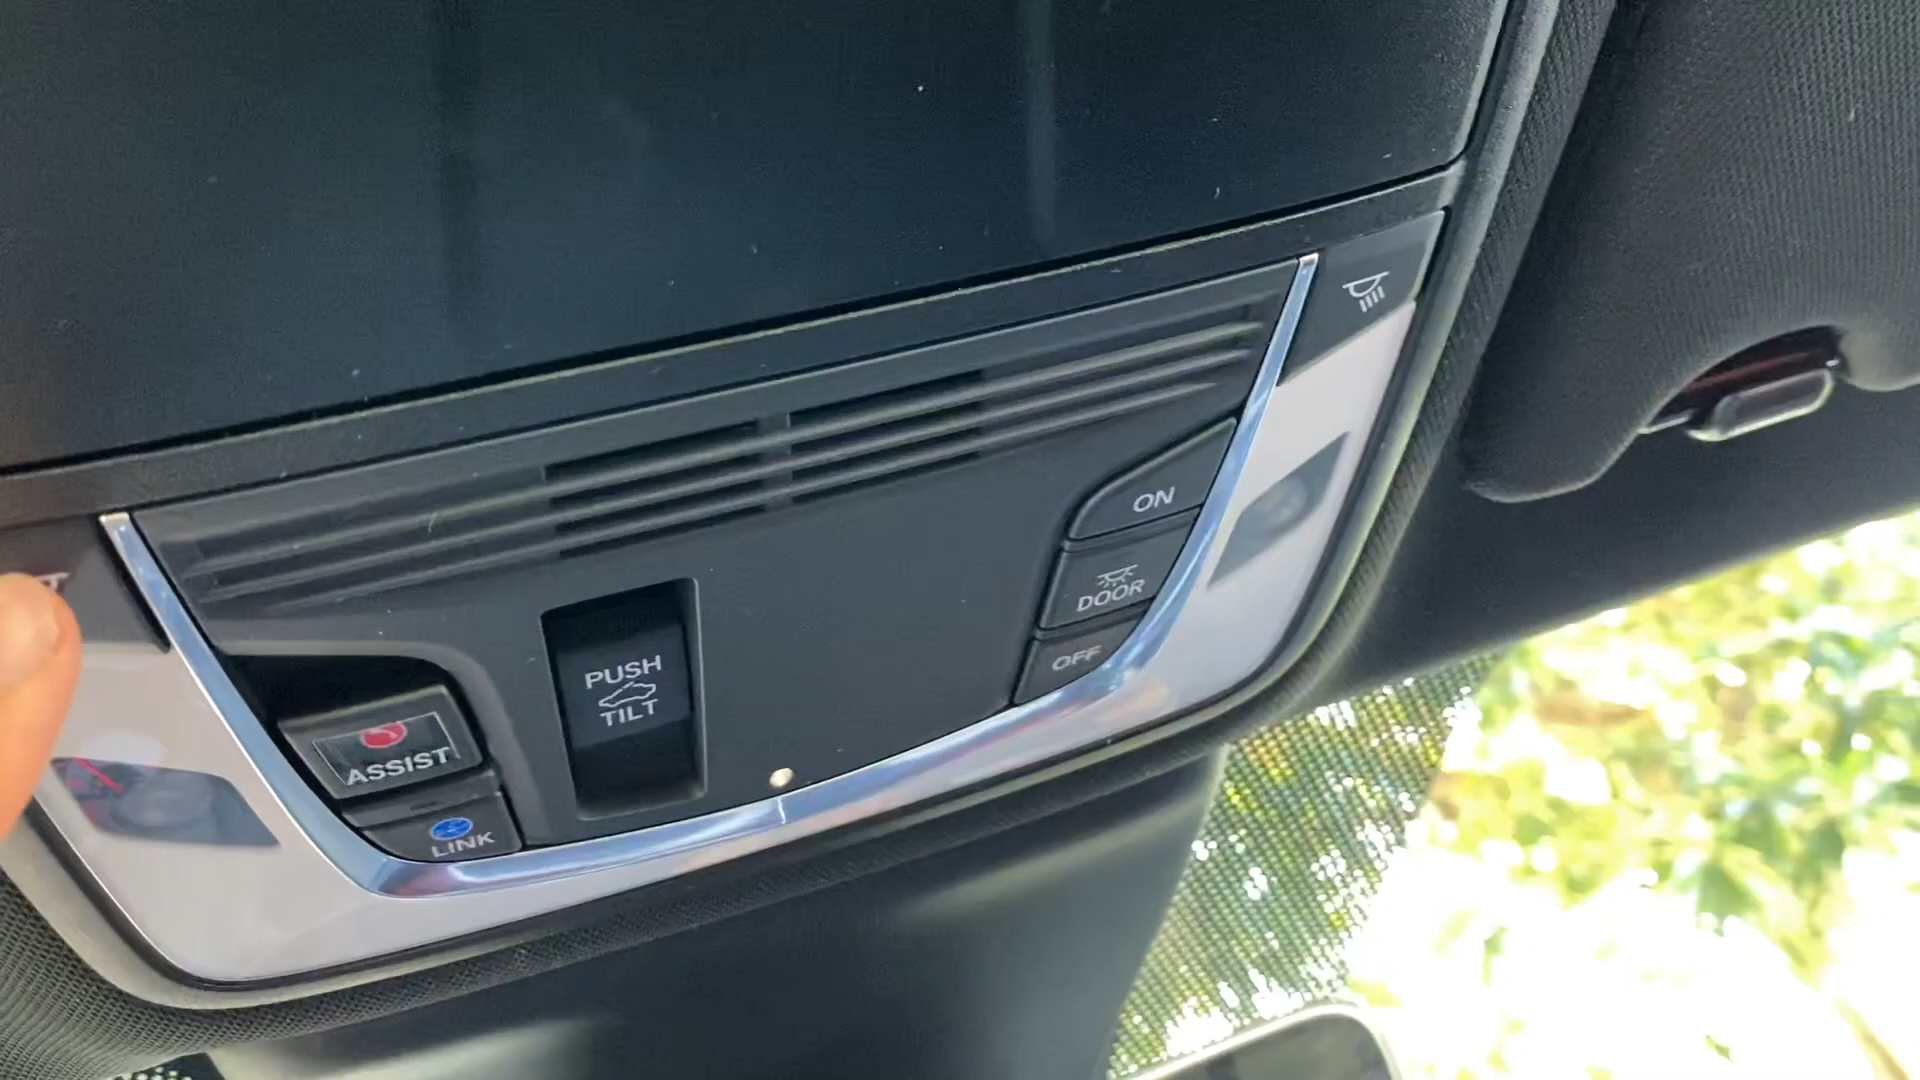 ON
DOOR
OFF
PUSH
TILT
ASSIST
LINK